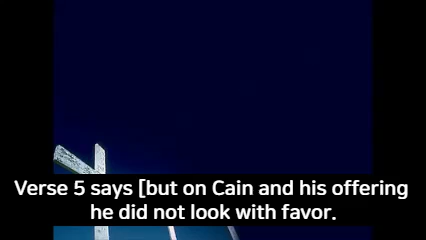 Verse 5 says [but on Cain and his offering
he did not look with favor.